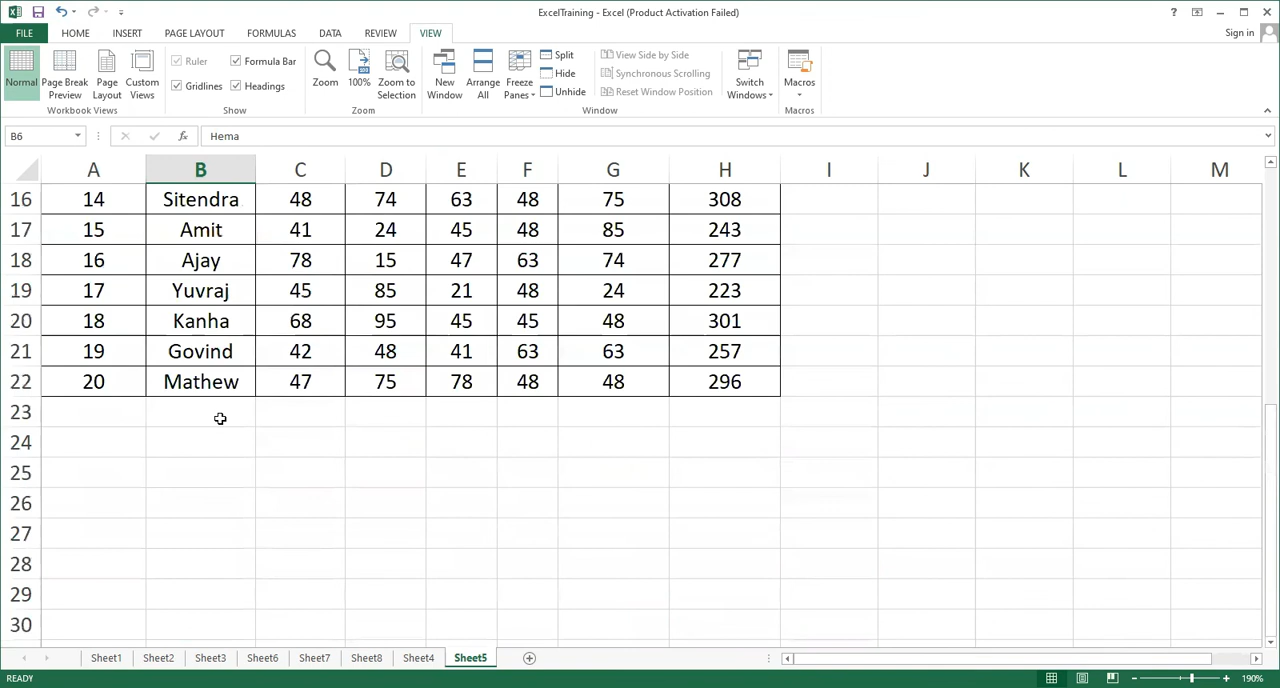 ExcelTraining - Excel (Product Activation Failed)
FILE HOME INSERT PAGE LAYOUT FORMULAS DATA REVIEW VIEW Sign in
Normal Page Break Preview Page Layout Custom Views
Workbook Views
Ruler Formula Bar
Gridlines Headings
Show
Zoom 100% Zoom to Selection
Zoom
New Window Arrange All Freeze Panes
Split
Hide
Unhide
View Side by Side
Synchronous Scrolling
Reset Window Position
Window
Switch Windows
Macros
Macros
B6 fx Hema
A B C D E F G H I J K L M
16 14 Sitendra 48 74 63 48 75 308
17 15 Amit 41 24 45 48 85 243
18 16 Ajay 78 15 47 63 74 277
19 17 Yuvraj 45 85 21 48 24 223
20 18 Kanha 68 95 45 45 48 301
21 19 Govind 42 48 41 63 63 257
22 20 Mathew 47 75 78 48 48 296
23
24
25
26
27
28
29
30
Sheet1 Sheet2 Sheet3 Sheet6 Sheet7 Sheet8 Sheet4 Sheet5
READY 190%